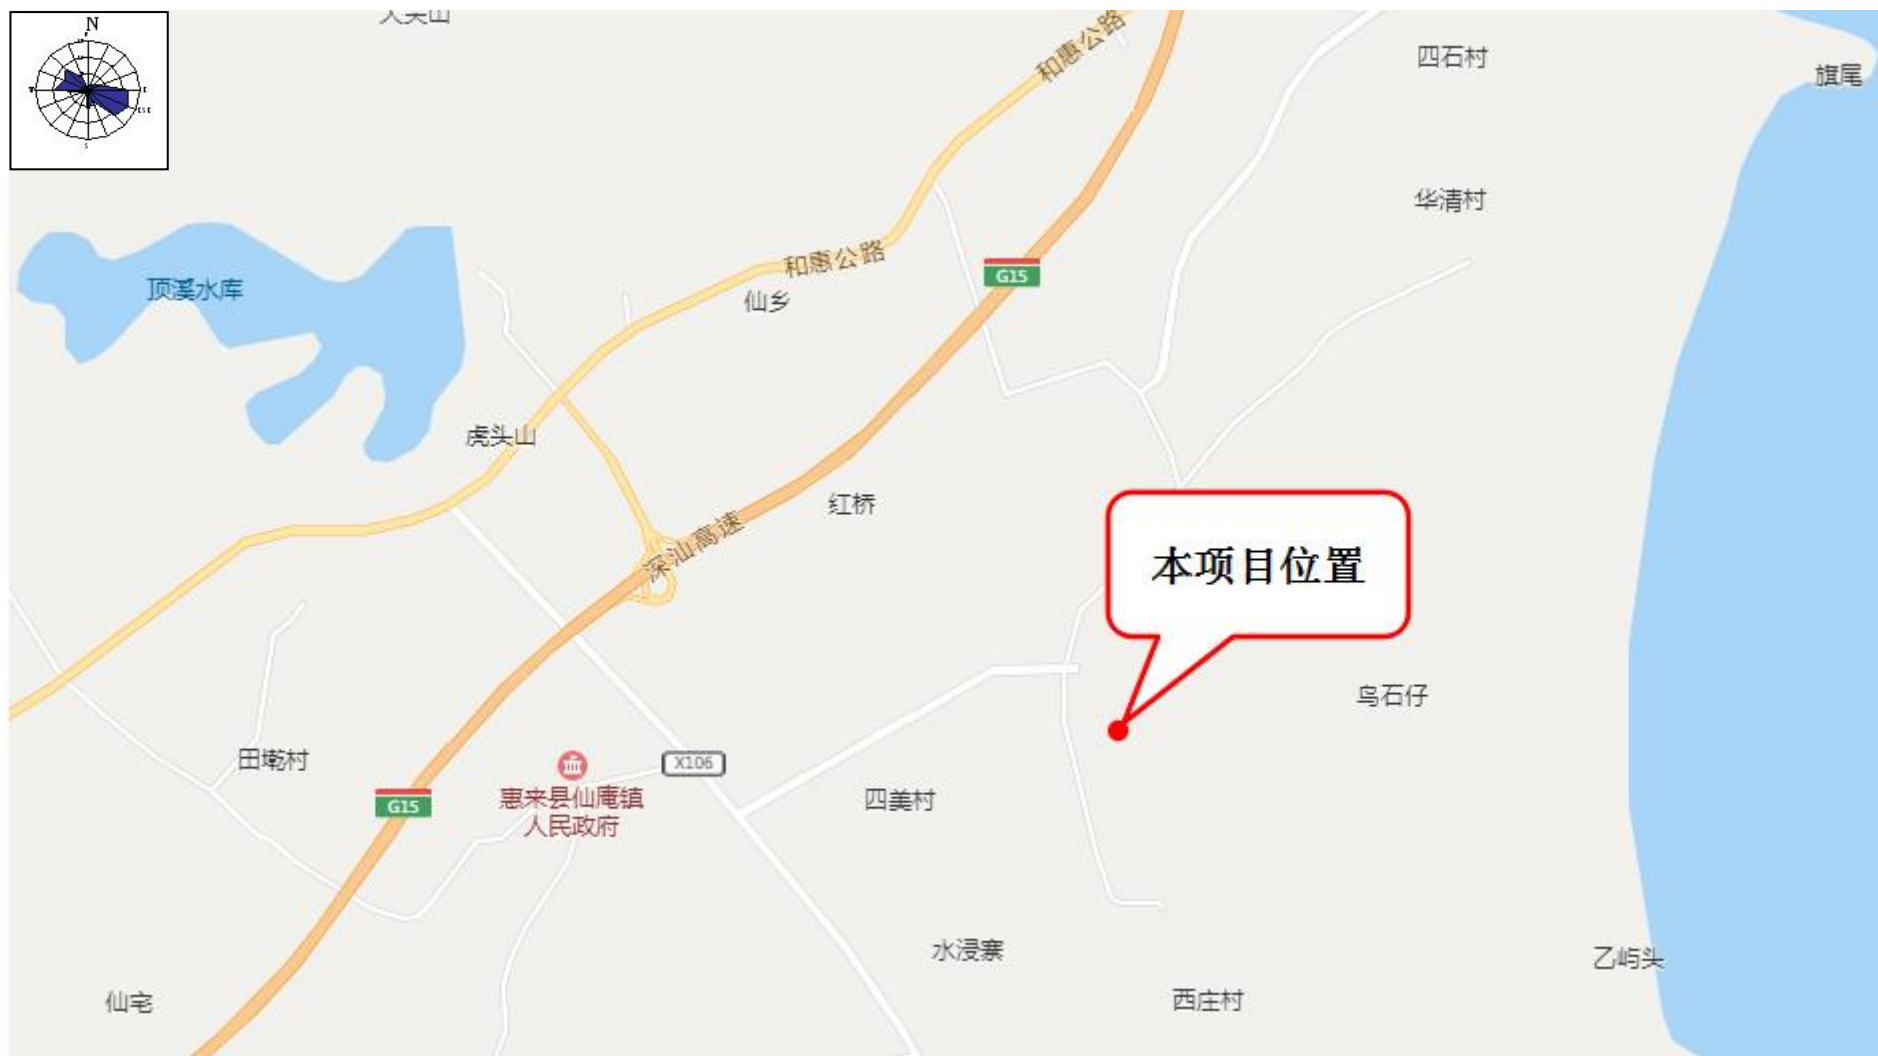 N
四石村
旗尾
和惠公路
华清村
和惠公路
G15
顶溪水库
仙乡
虎头山
红桥
深汕高速
本项目位置
乌石仔
田墘村
X106
惠来县仙庵镇
人民政府
G15
四美村
水浸寨
乙屿头
仙宅
西庄村